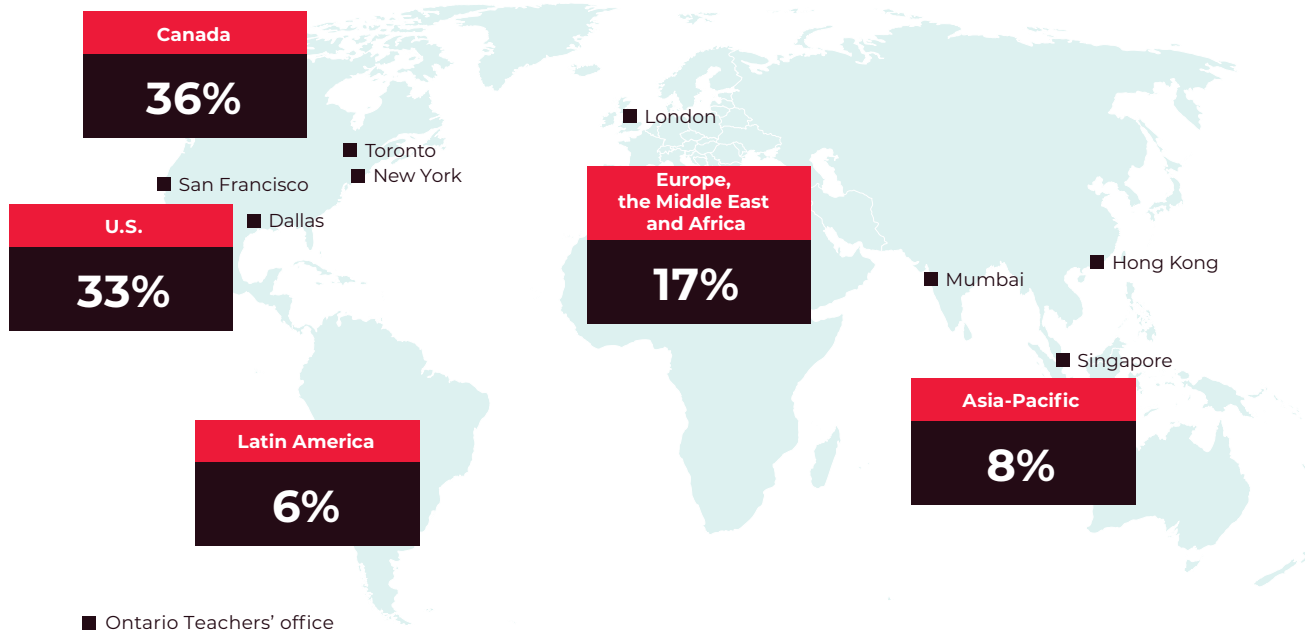 Canada
36%
London
Toronto
New York
San Francisco
Europe,
the Middle East
and Africa
17%
U.S.
33%
Dallas
Hong Kong
Mumbai
Singapore
Asia-Pacific
8%
Latin America
6%
Ontario Teachers’ office